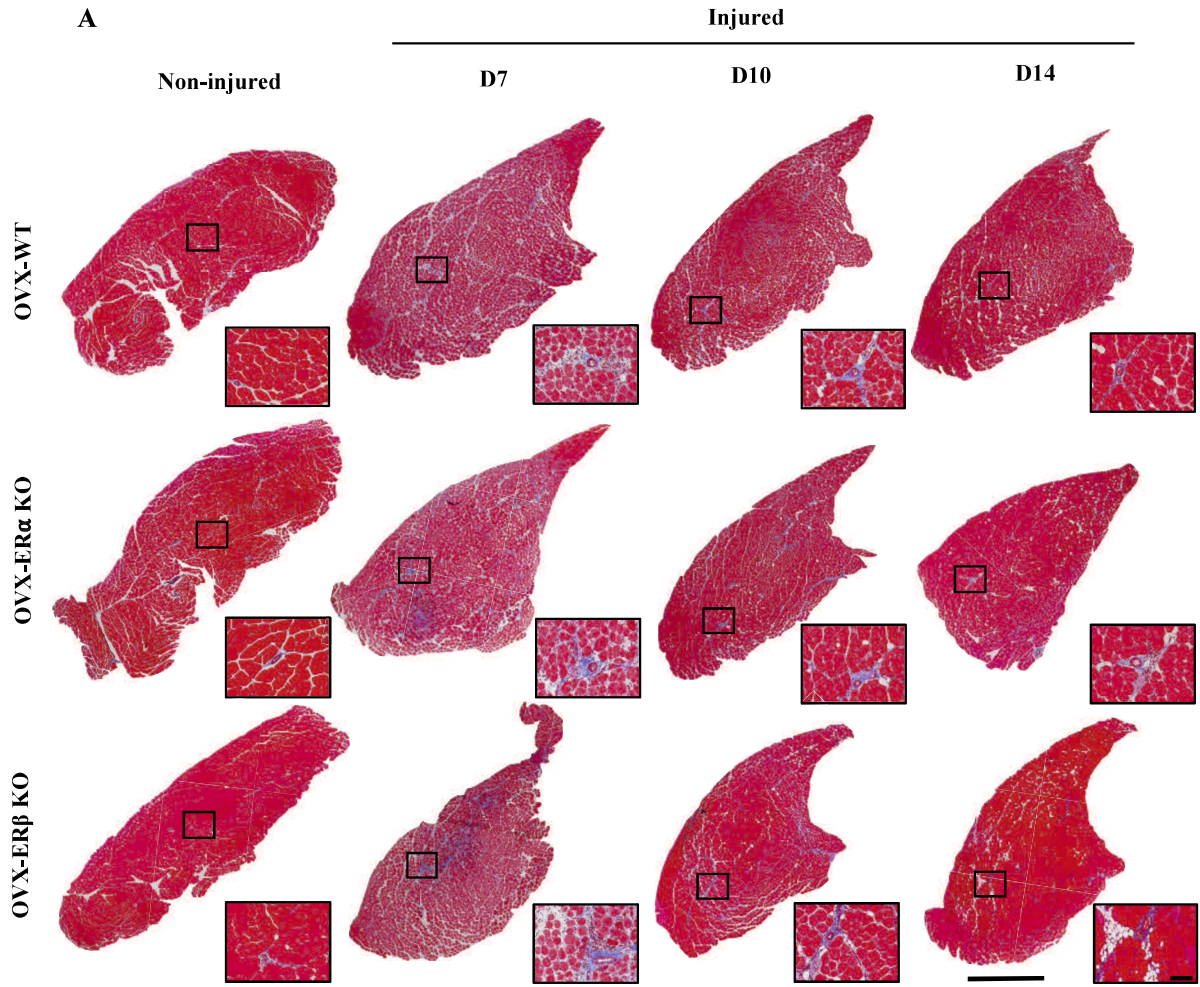 A
Injured
Non-injured
D7
D10
D14
OVX-WT
OVX-ERα KO
OVX-ERβ KO